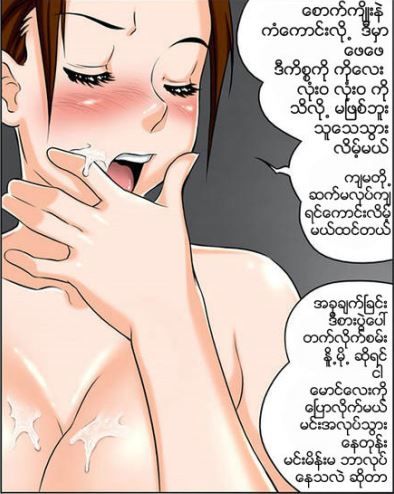 စောက်ကျိုးနဲ
ကံကောင်းလို့ ဒီမှာ
ဖေဖေ
ဒီကိစ္စကို ကိုလေး
လုံးဝ လုံးဝ ကို
သိလို့ မဖြစ်ဘူး
သူသေသွား
လိမ့်မယ်
ကျမတို့
ဆက်မလုပ်ကျ
ရင်ကောင်းလိမ့်
မယ်ထင်တယ်
အခုချက်ခြင်း
ဒီစားပွဲပေါ်
တက်လိုက်စမ်း
နို့မို့ ဆိုရင်
ငါ
မောင်လေးကို
ပြောလိုက်မယ်
မင်းအလုပ်သွား
နေတုန်း
မင်းမိန်းမ ဘာလုပ်
နေသလဲ ဆိုတာ